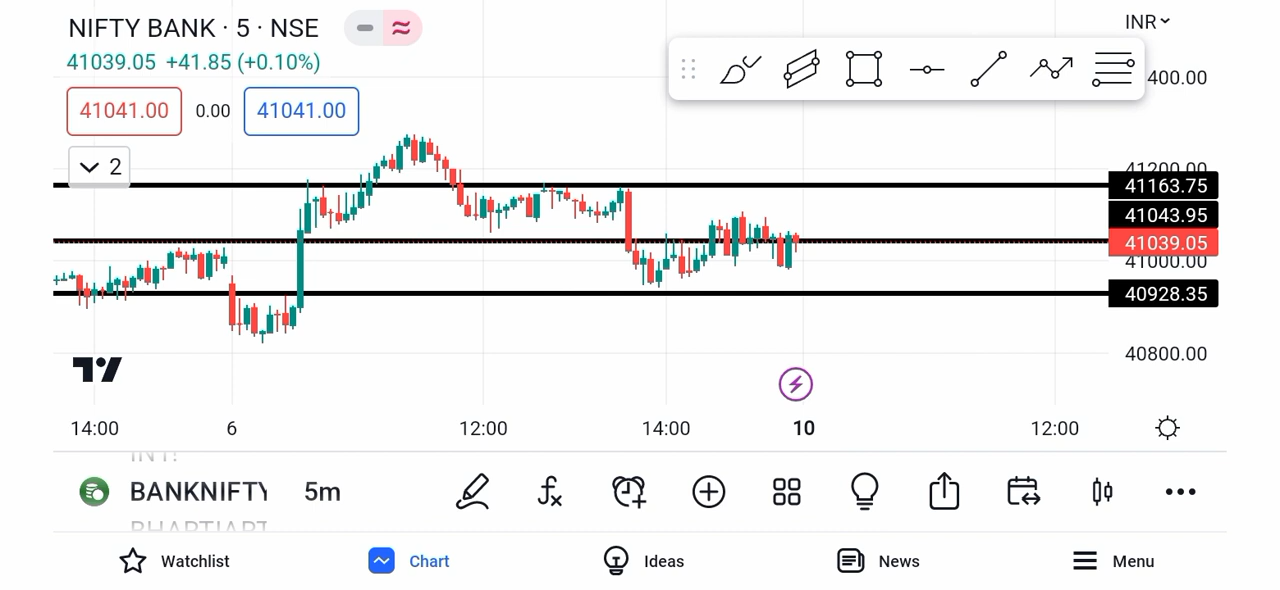 NIFTY BANK · 5 · NSE
INR
41039.05 +41.85 (+0.10%)
400.00
41041.00 0.00 41041.00
2
41200.00
41163.75
41043.95
41039.05
41000.00
40928.35
40800.00
14:00 6 12:00 14:00 10 12:00
BANKNIFTY 5m
BHARTIART
Watchlist Chart Ideas News Menu